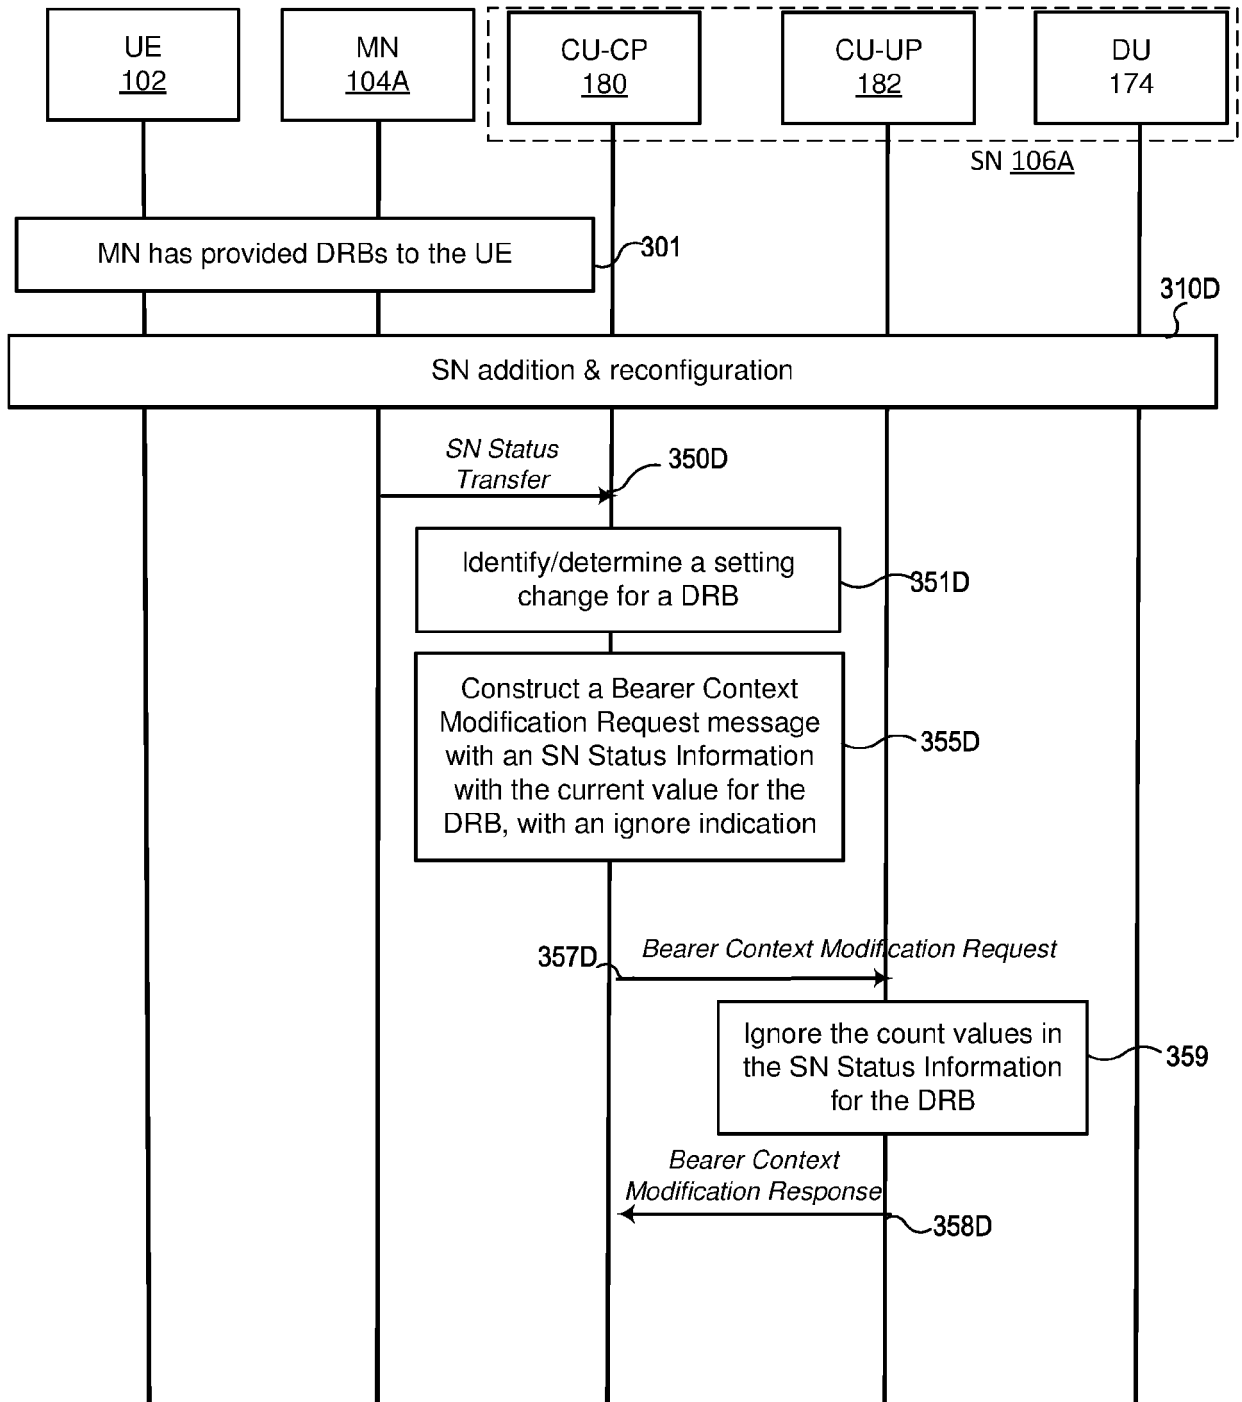 UE
102
MN
104A
CU-CP
180
CU-UP
182
DU
174
SN 106A
MN has provided DRBs to the UE
301
310D
SN addition & reconfiguration
SN Status
Transfer
350D
Identify/determine a setting
change for a DRB
351D
Construct a Bearer Context
Modification Request message
with an SN Status Information
with the current value for the
DRB, with an ignore indication
355D
357D
Bearer Context Modification Request
Ignore the count values in
the SN Status Information
for the DRB
359
Bearer Context
Modification Response
358D